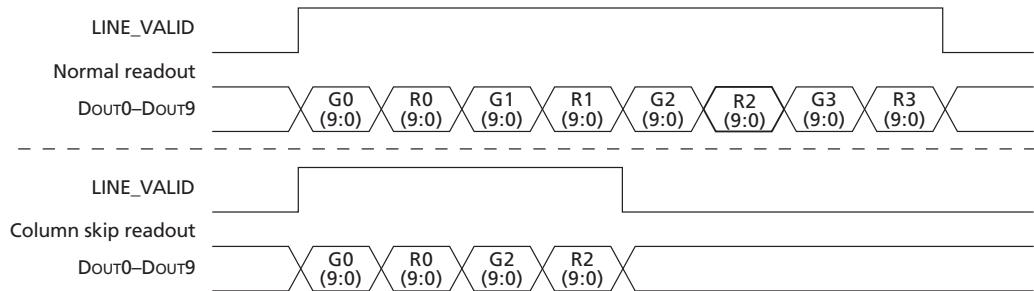 LINE_VALID
Normal readout
DOUT0–DOUT9
G0 (9:0)
R0 (9:0)
G1 (9:0)
R1 (9:0)
G2 (9:0)
R2 (9:0)
G3 (9:0)
R3 (9:0)
LINE_VALID
Column skip readout
DOUT0–DOUT9
G0 (9:0)
R0 (9:0)
G2 (9:0)
R2 (9:0)